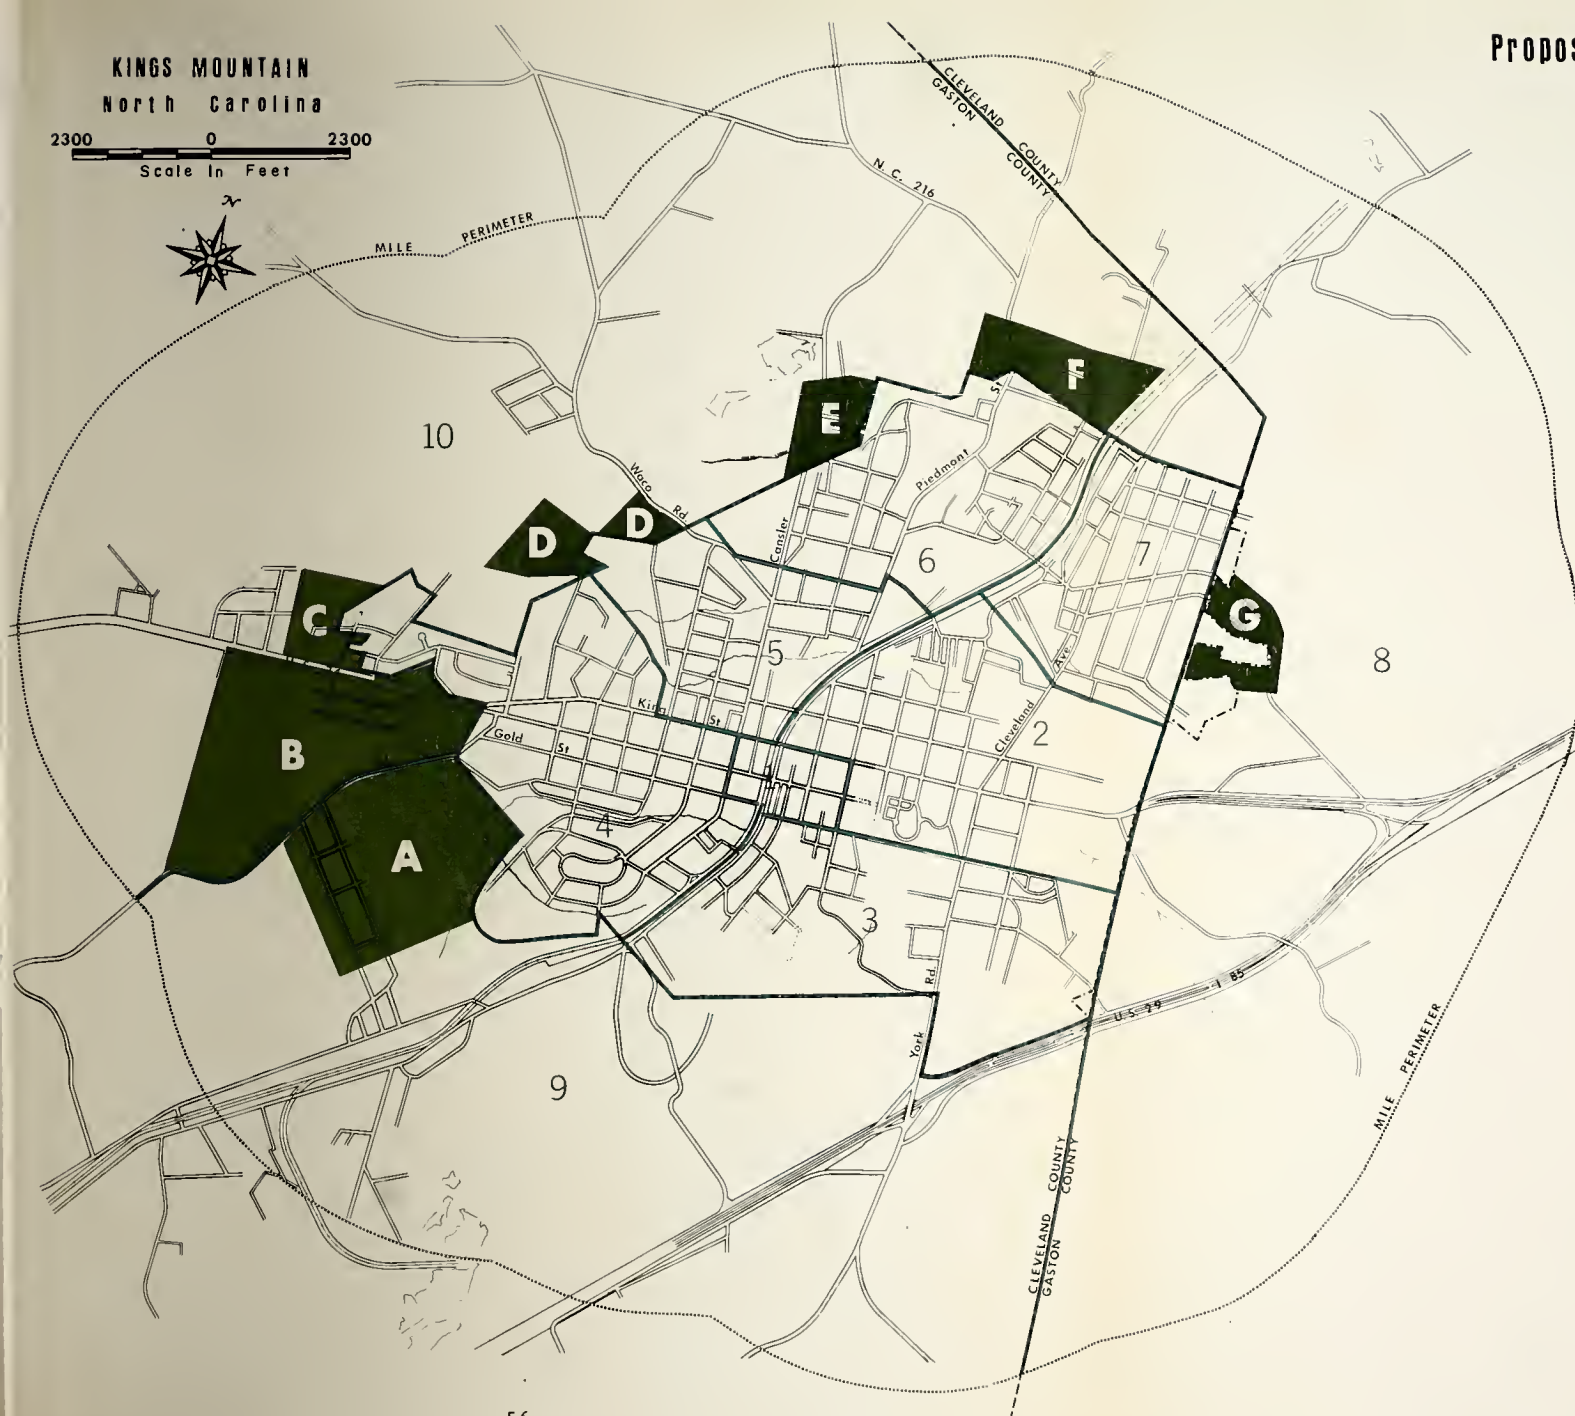 Propos
KINGS MOUNTAIN
North Carolina
2300 0 2300
Scale In Feet
N
CLEVELAND COUNTY
GASTON COUNTY
N. C. 216
MILE PERIMETER
F
E
10
Waco Rd.
Piedmont
St
D
D
Cansler
6
7
C
G
5
8
King St
Gold St
Cleveland Ave
2
B
4
A
3
York Rd.
U.S. 29
I 85
9
MILE PERIMETER
CLEVELAND COUNTY
GASTON COUNTY